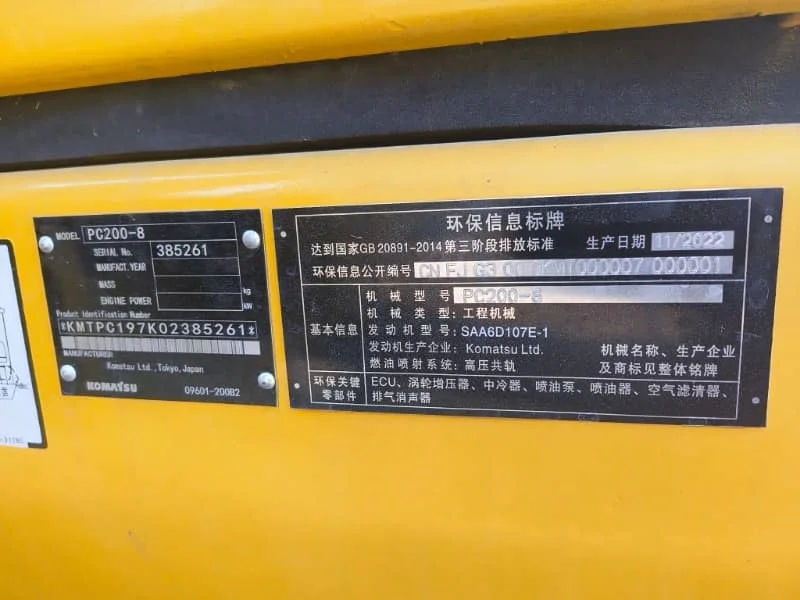 MODEL PC200-8
SERIAL No. 385261
MANUFACT.YEAR
MASS kg
ENGINE POWER kW
Product Identification Number
*KMTPC197K02385261*
Komatsu Ltd.,Tokyo,Japan
KOMATSU 09601-200B2
环保信息标牌
达到国家GB 20891-2014第三阶段排放标准 生产日期 11/2022
环保信息公开编号 CN FJ G3 000007 000001
机械型号 PC200-8
机械类型:工程机械
基本信息 发动机型号:SAA6D107E-1
发动机生产企业:Komatsu Ltd. 机械名称、生产企业
燃油喷射系统:高压共轨 及商标见整体铭牌
环保关键 ECU、涡轮增压器、中冷器、喷油泵、喷油器、空气滤清器、
零部件 排气消声器